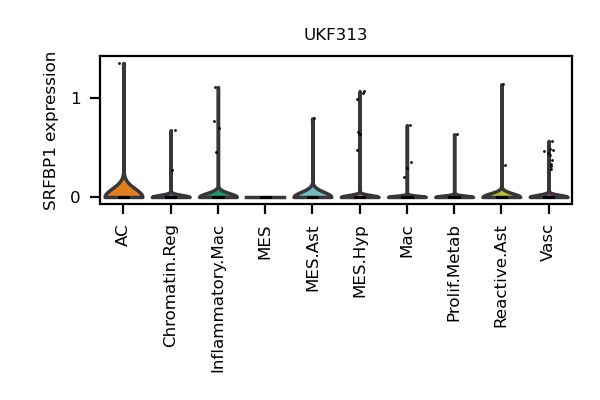 UKF313
SRFBP1 expression
1
0
AC
Chromatin.Reg
Inflammatory.Mac
MES
MES.Ast
MES.Hyp
Mac
Prolif.Metab
Reactive.Ast
Vasc